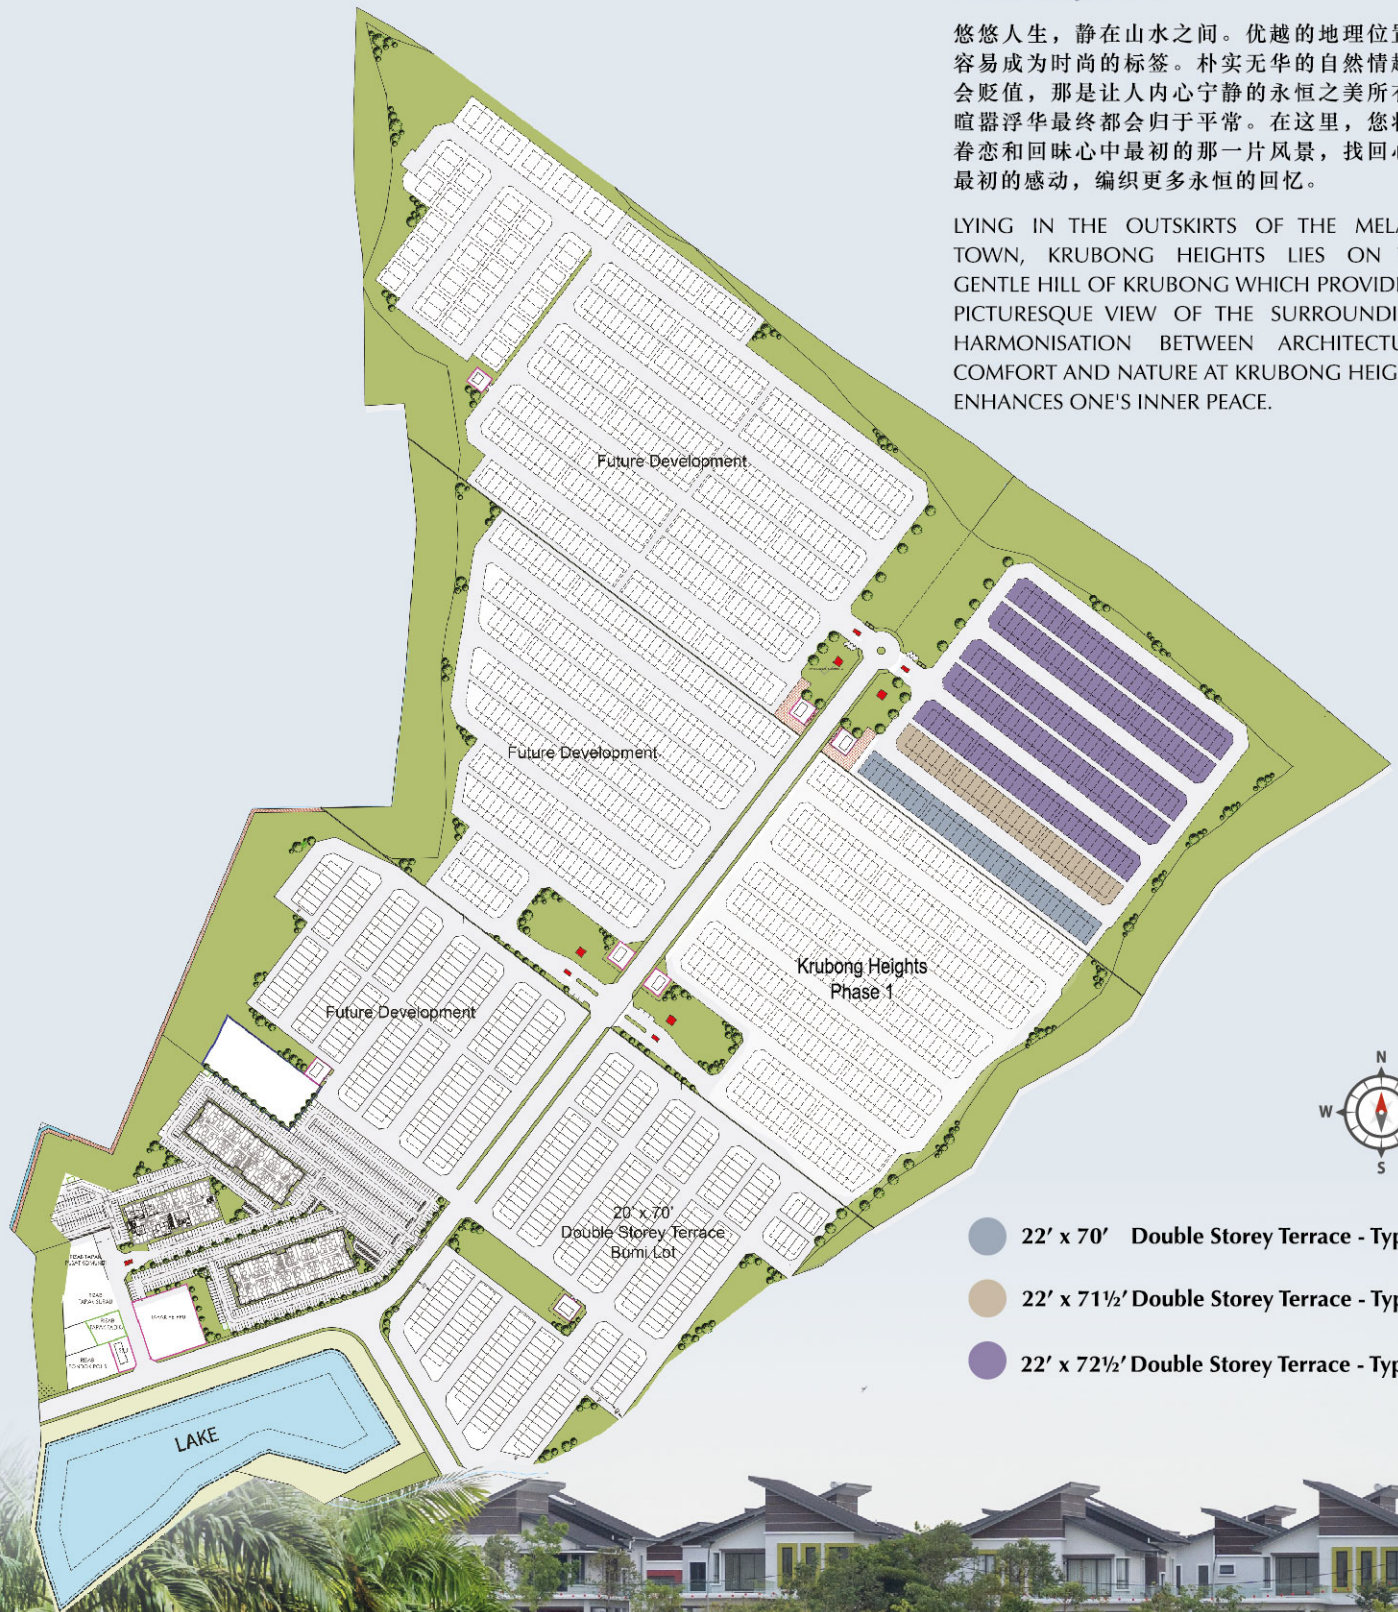 悠悠人生，静在山水之间。优越的地理位置
容易成为时尚的标签。朴实无华的自然情趣
会贬值，那是让人内心宁静的永恒之美所在
喧嚣浮华最终都会归于平常。在这里，您将
眷恋和回味心中最初的那一片风景，找回心
最初的感动，编织更多永恒的回忆。
LYING IN THE OUTSKIRTS OF THE MELA
TOWN, KRUBONG HEIGHTS LIES ON
GENTLE HILL OF KRUBONG WHICH PROVID
PICTURESQUE VIEW OF THE SURROUNDI
HARMONISATION BETWEEN ARCHITECTU
COMFORT AND NATURE AT KRUBONG HEIG
ENHANCES ONE'S INNER PEACE.
Future Development
Future Development
Krubong Heights
Phase 1
Future Development
20' x 70'
Double Storey Terrace
Bumi Lot
LAKE
N
W
S
22′ x 70′ Double Storey Terrace - Typ
22′ x 71½′ Double Storey Terrace - Typ
22′ x 72½′ Double Storey Terrace - Typ